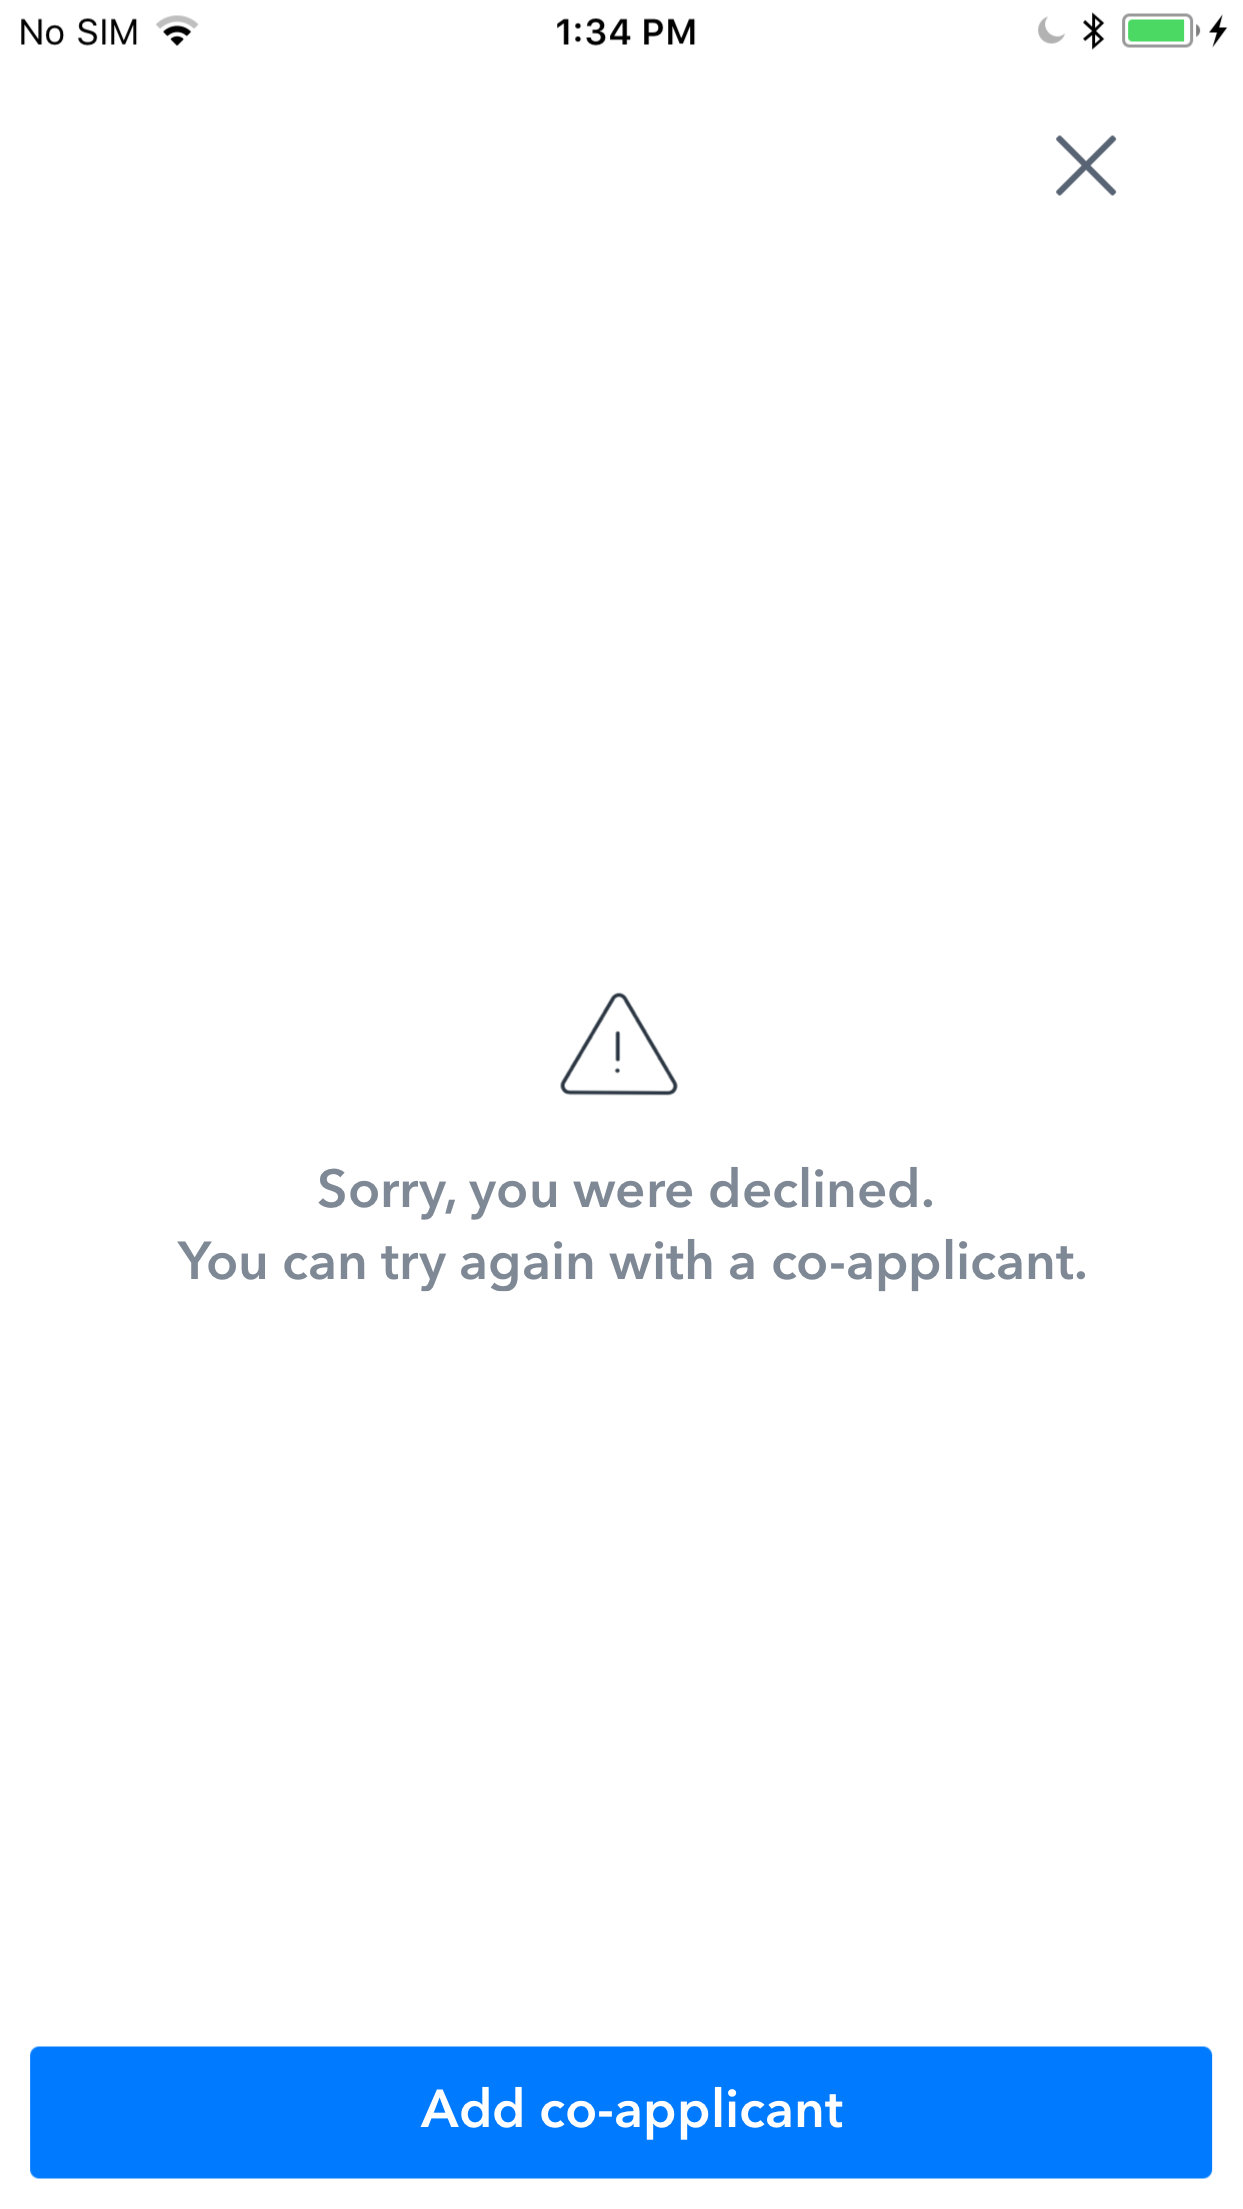 No SIM
1:34 PM
Sorry, you were declined.
You can try again with a co-applicant.
Add co-applicant